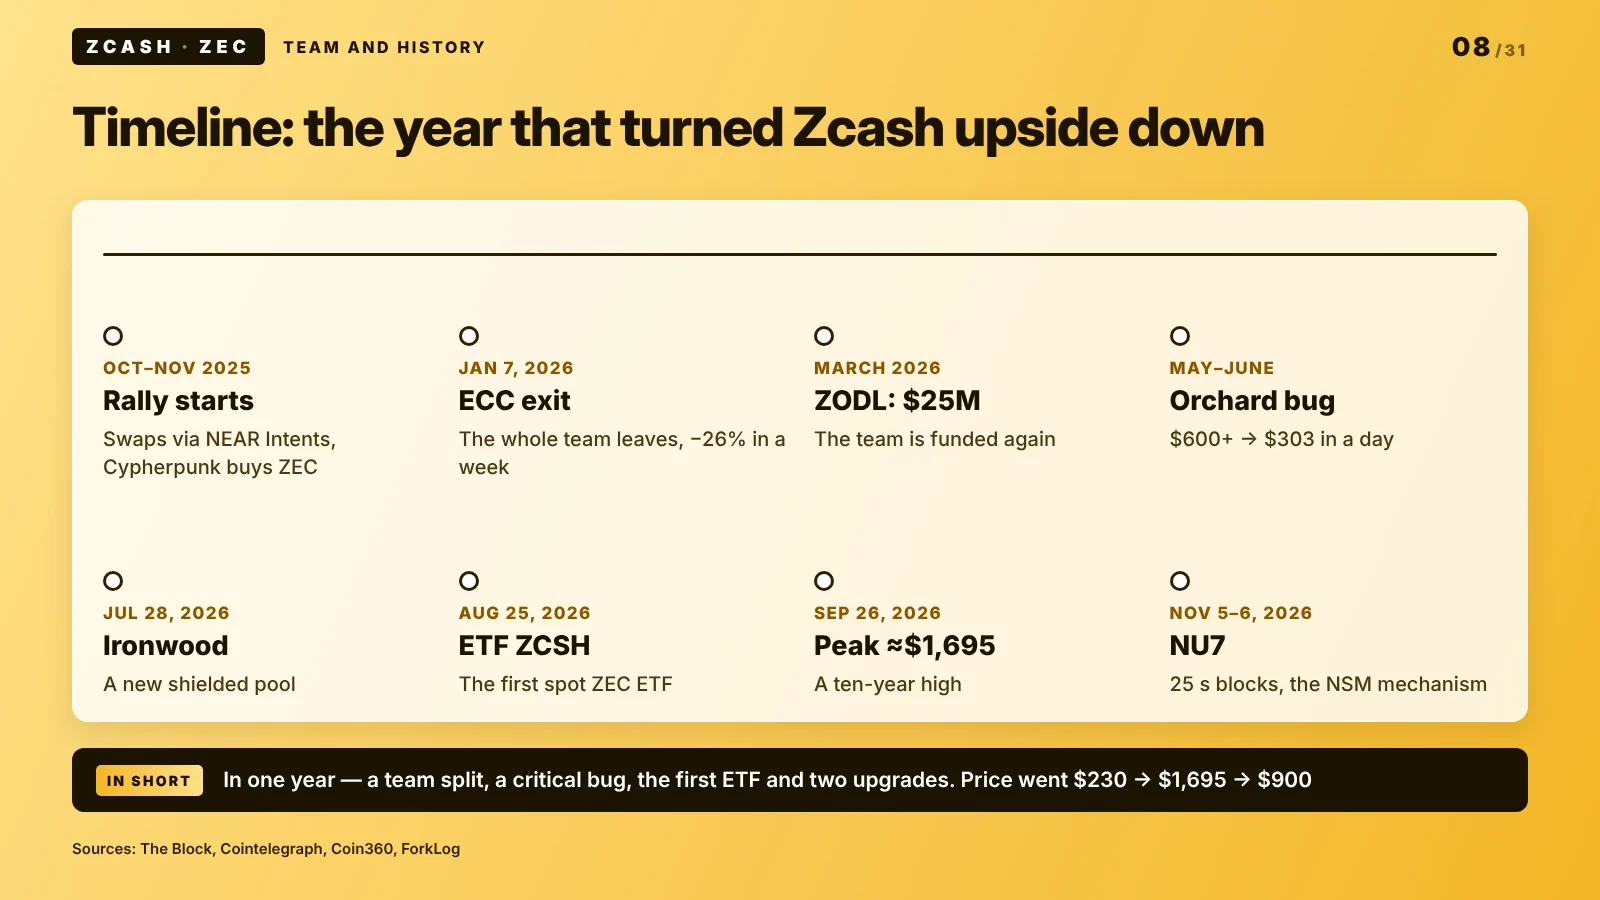 ZCASH · ZEC
TEAM AND HISTORY
08/31
Timeline: the year that turned Zcash upside down
OCT–NOV 2025
Rally starts
Swaps via NEAR Intents,
Cypherpunk buys ZEC
JAN 7, 2026
ECC exit
The whole team leaves, −26% in a
week
MARCH 2026
ZODL: $25M
The team is funded again
MAY–JUNE
Orchard bug
$600+ → $303 in a day
JUL 28, 2026
Ironwood
A new shielded pool
AUG 25, 2026
ETF ZCSH
The first spot ZEC ETF
SEP 26, 2026
Peak ≈$1,695
A ten-year high
NOV 5–6, 2026
NU7
25 s blocks, the NSM mechanism
IN SHORT
In one year — a team split, a critical bug, the first ETF and two upgrades. Price went $230 → $1,695 → $900
Sources: The Block, Cointelegraph, Coin360, ForkLog